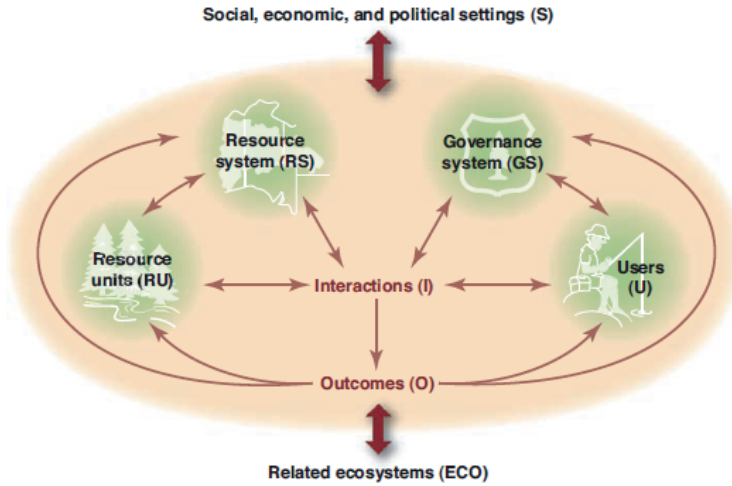 Social, economic, and political settings (S)
Resource
system (RS)
Governance
system (GS)
Resource
units (RU)
Interactions (I)
Users
(U)
Outcomes (O)
Related ecosystems (ECO)